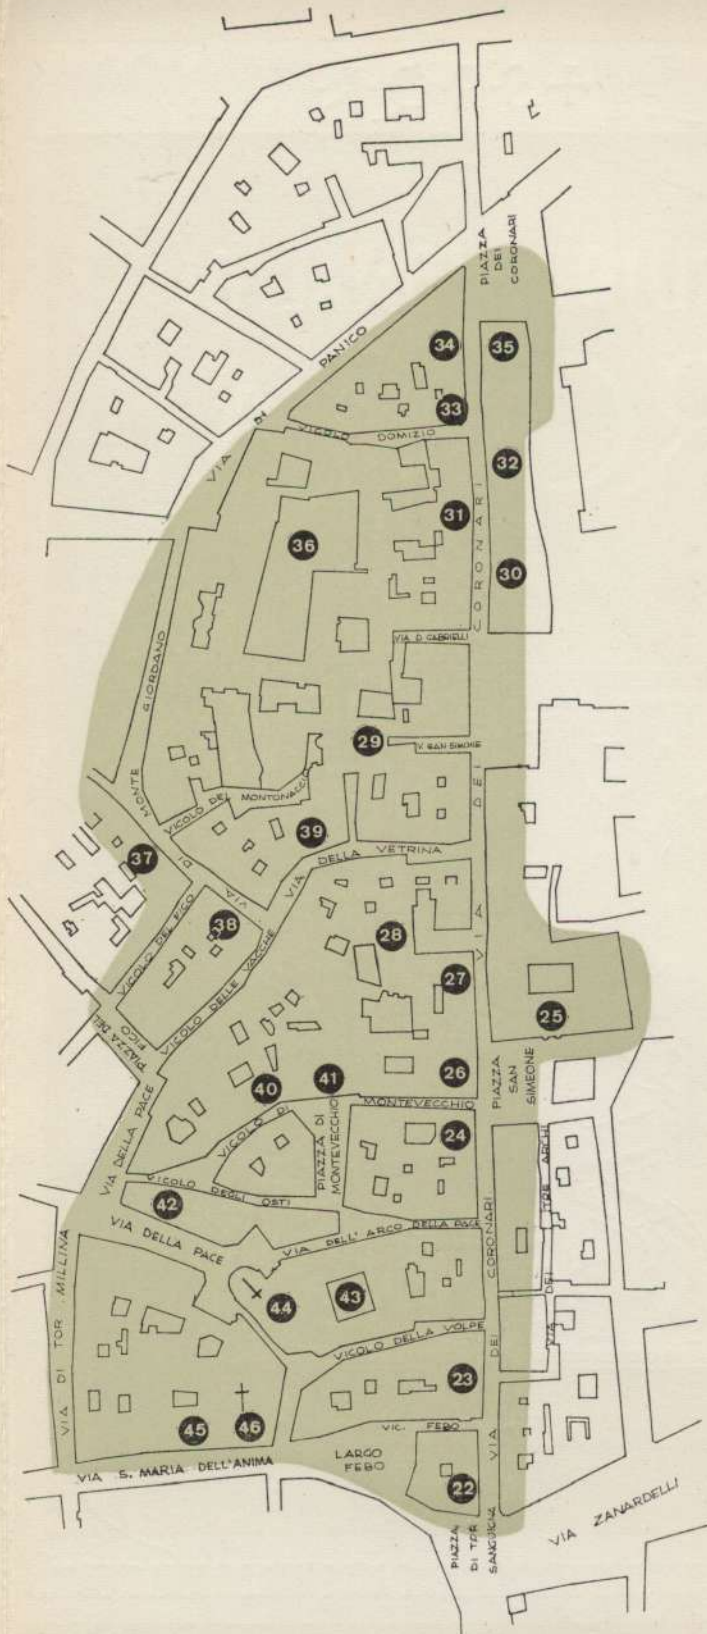 PIAZZA
DEI
CORONARI
34
35
PANICO
33
VICOLO DOMIZIO
VIA DI
32
31
CORONARI
36
30
VIA D. GABRIELLI
GIORDANO
29
V. SAN SIMONE
MONTE
VICOLO DEL MONTONACCIO
DEI
39
DELLA VETRINA
37
DI
VIA
VIA
VICOLO DEL FICO
38
28
VIA
VICOLO DELLE VACCHE
27
PIAZZA DEL
FICO
25
PIAZZA
SAN
SIMEONE
26
41
40
MONTEVECCHIO
VICOLO DI
PIAZZA DI
MONTEVECCHIO
24
TRE ARCHI
VIA DELLA PACE
VICOLO DEGLI OSTI
42
VIA DELLA PACE
VIA DELL'ARCO DELLA PACE
CORONARI
VIA DI TOR MILLINA
DEI
44
43
VICOLO DELLA VOLPE
DEI
VIA
23
45
46
VIC. FEBO
LARGO
FEBO
VIA
VIA S. MARIA DELL'ANIMA
22
VIA ZANARDELLI
PIAZZA
DI TOR
SANGUIGNA